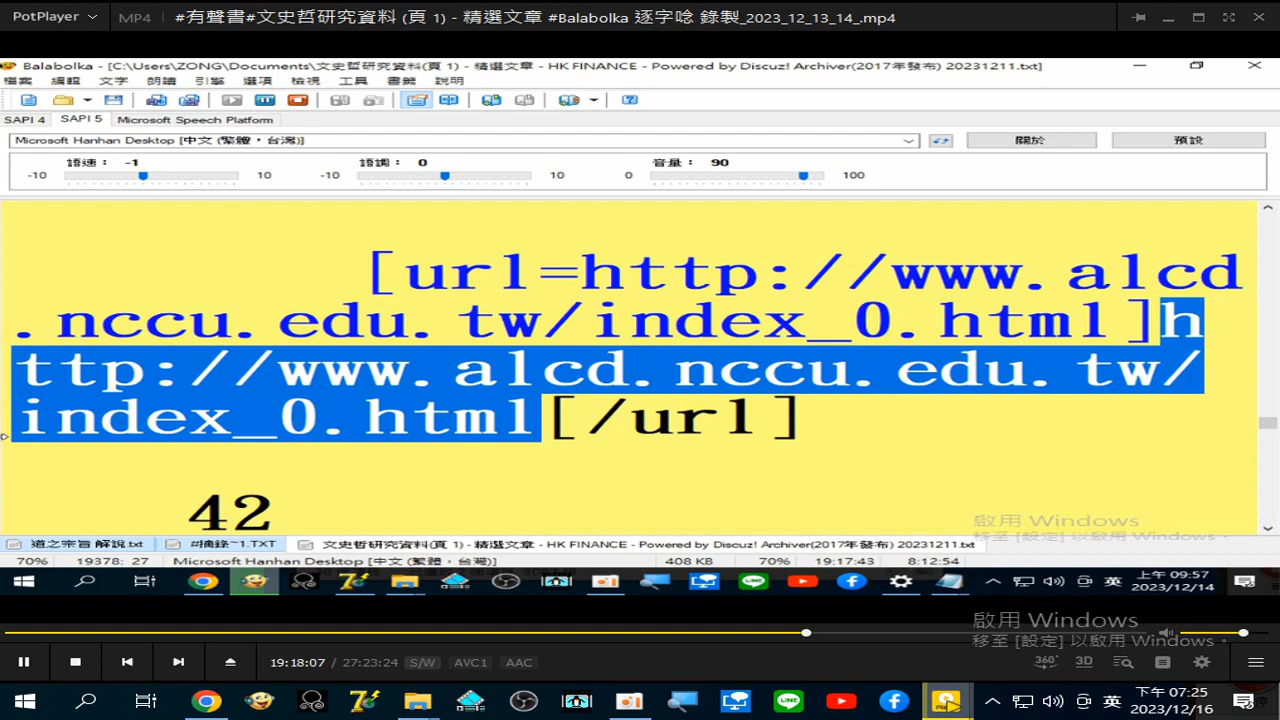 PotPlayer MP4 #有聲書#文史哲研究資料 (頁 1) - 精選文章 #Balabolka 逐字唸 錄製_2023_12_13_14_.mp4
Balabolka - [C:\Users\ZONG\Documents\文史哲研究資料(頁 1) - 精選文章 - HK FINANCE - Powered by Discuz! Archiver(2017年發布) 20231211.txt]
檔案 編輯 文字 朗讀 引擎 選項 檢視 工具 書籤 說明
SAPI 4 SAPI 5 Microsoft Speech Platform
Microsoft Hanhan Desktop [中文 (繁體，台灣)] 關於 預設
語速： -1 語調： 0 音量： 90
-10 10 -10 10 0 100
[url=http://www.alcd
.nccu.edu.tw/index_0.html]h
ttp://www.alcd.nccu.edu.tw/
index_0.html[/url]
42
啟用 Windows
移至 [設定] 以啟用 Windows。
道之宗旨 解說.txt #摘錄~1.TXT 文史哲研究資料(頁 1) - 精選文章 - HK FINANCE - Powered by Discuz! Archiver(2017年發布) 20231211.txt
70% 19378: 27 Microsoft Hanhan Desktop [中文 (繁體，台灣)] 408 KB 70% 19:17:43 8:12:54
英 上午 09:57
2023/12/14
啟用 Windows
移至 [設定] 以啟用 Windows。
19:18:07 / 27:23:24 S/W AVC1 AAC 360° 3D
英 下午 07:25
2023/12/16